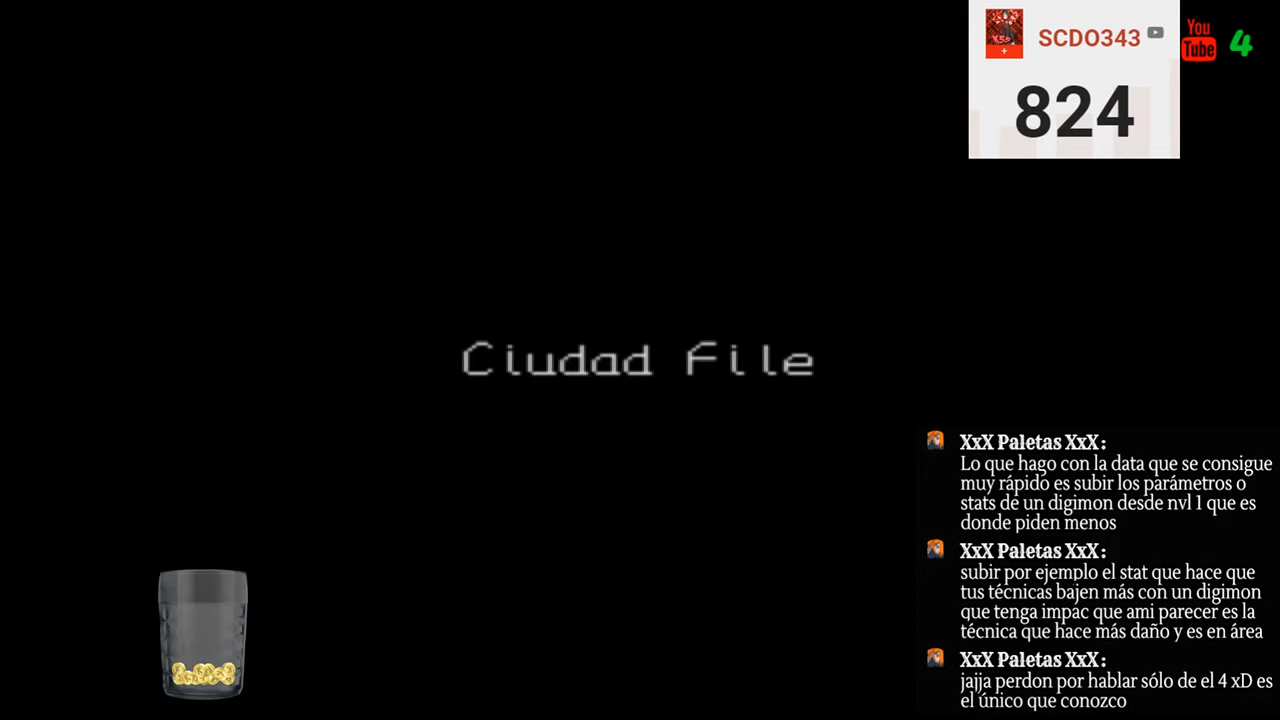 SCDO343
You
Tube
4
824
Ciudad File
XxX Paletas XxX:
Lo que hago con la data que se consigue
muy rápido es subir los parámetros o
stats de un digimon desde nvl 1 que es
donde piden menos
XxX Paletas XxX:
subir por ejemplo el stat que hace que
tus técnicas bajen más con un digimon
que tenga impac que ami parecer es la
técnica que hace más daño y es en área
XxX Paletas XxX:
jajja perdon por hablar sólo de el 4 xD es
el único que conozco